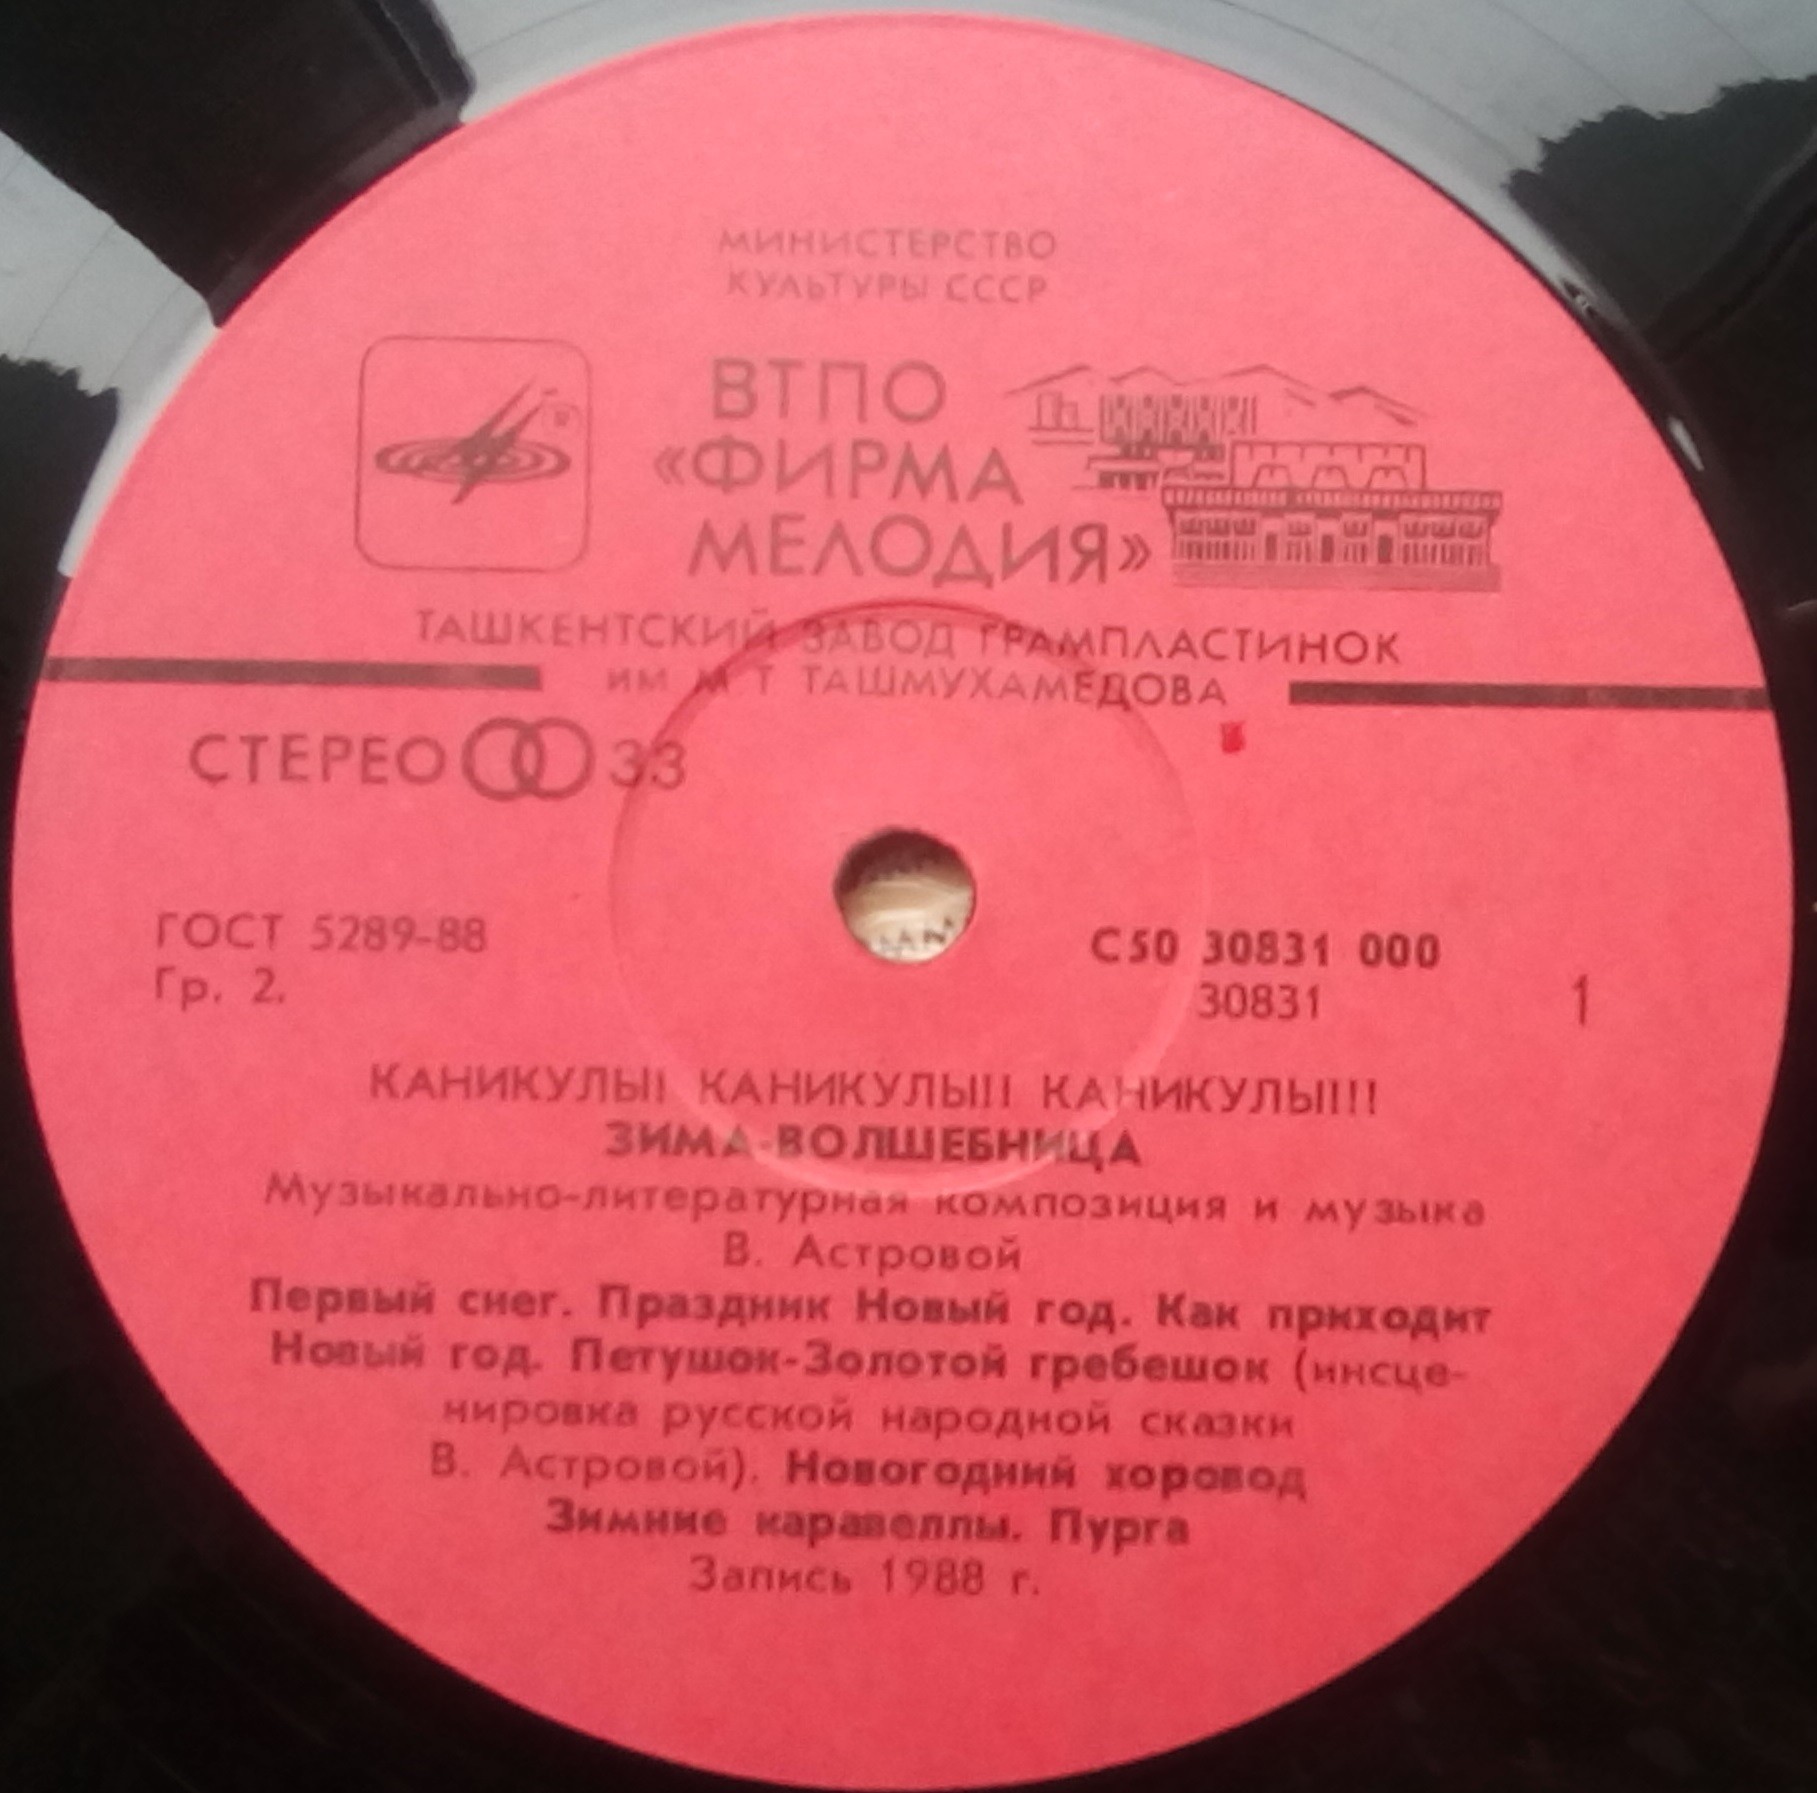 МИНИСТЕРСТВО
КУЛЬТУРЫ СССР
ВТПО
«ФИРМА
МЕЛОДИЯ»
ТАШКЕНТСКИЙ ЗАВОД ГРАМПЛАСТИНОК
ИМ М Т ТАШМУХАМЕДОВА
СТЕРЕО 33
ГОСТ 5289-88
Гр. 2.
С50 30831 000
30831
1
КАНИКУЛЫ! КАНИКУЛЫ!! КАНИКУЛЫ!!!
ЗИМА-ВОЛШЕБНИЦА
Музыкально-литературная композиция и музыка
В. Астровой
Первый снег. Праздник Новый год. Как приходит
Новый год. Петушок-Золотой гребешок (инсце-
нировка русской народной сказки
В. Астровой). Новогодний хоровод
Зимние каравеллы. Пурга
Запись 1988 г.